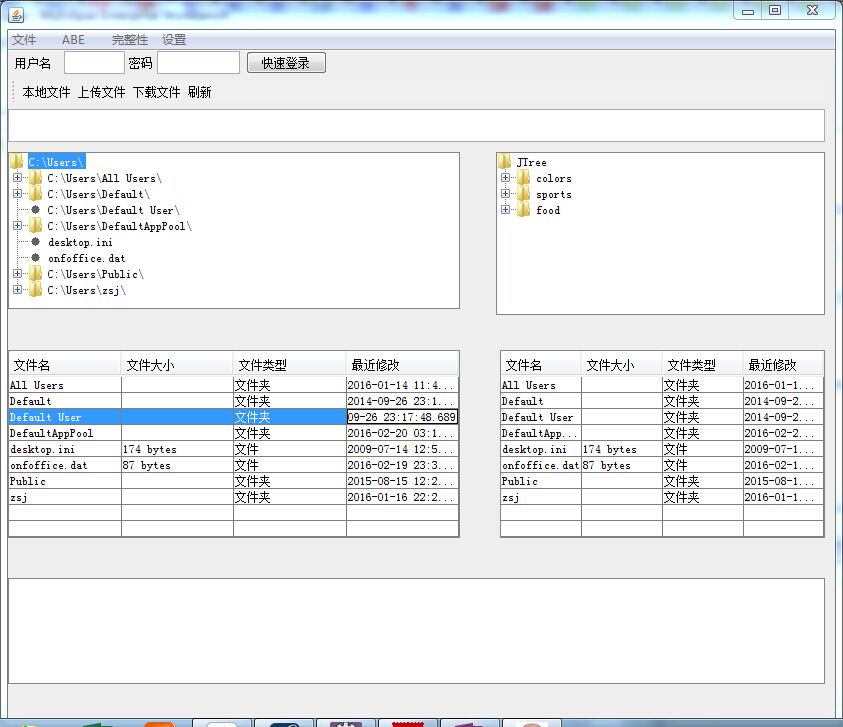 文件 ABE 完整性 设置
用户名 密码 快速登录
本地文件 上传文件 下载文件 刷新
C:\Users\
C:\Users\All Users\
C:\Users\Default\
C:\Users\Default User\
C:\Users\DefaultAppPool\
desktop.ini
onfoffice.dat
C:\Users\Public\
C:\Users\zsj\
JTree
colors
sports
food
文件名 文件大小 文件类型 最近修改
All Users 文件夹 2016-01-14 11:4...
Default 文件夹 2014-09-26 23:1...
Default User 文件夹 09-26 23:17:48.689
DefaultAppPool 文件夹 2016-02-20 03:1...
desktop.ini 174 bytes 文件 2009-07-14 12:5...
onfoffice.dat 87 bytes 文件 2016-02-19 23:3...
Public 文件夹 2015-08-15 12:2...
zsj 文件夹 2016-01-16 22:2...
文件名 文件大小 文件类型 最近修改
All Users 文件夹 2016-01-1...
Default 文件夹 2014-09-2...
Default User 文件夹 2014-09-2...
DefaultApp... 文件夹 2016-02-2...
desktop.ini 174 bytes 文件 2009-07-1...
onfoffice.dat 87 bytes 文件 2016-02-1...
Public 文件夹 2015-08-1...
zsj 文件夹 2016-01-1...